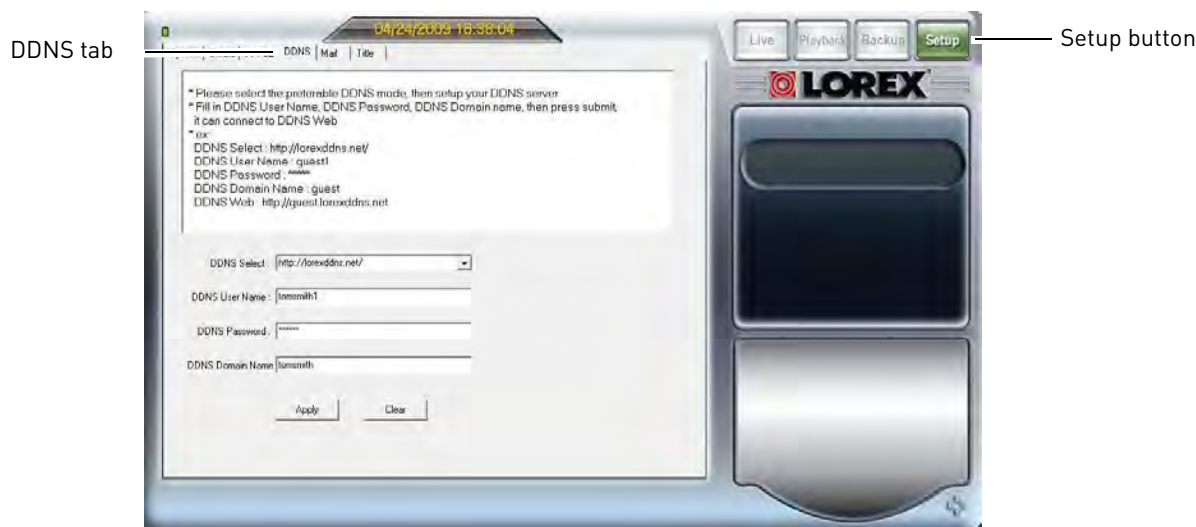 04/24/2009 16:38:04
Live Playback Backup Setup
DDNS tab
Setup button
DDNS Mail Title
LOREX
* Please select the preferable DDNS mode, then setup your DDNS server
* Fill in DDNS User Name, DDNS Password, DDNS Domain name, then press submit,
it can connect to DDNS Web
* ex:
DDNS Select : http://lorexddns.net/
DDNS User Name : guest1
DDNS Password : ******
DDNS Domain Name : guest
DDNS Web : http://guest.lorexddns.net
DDNS Select : http://lorexddns.net/
DDNS User Name : tomsmith1
DDNS Password : ******
DDNS Domain Name tomsmith
Apply Clear